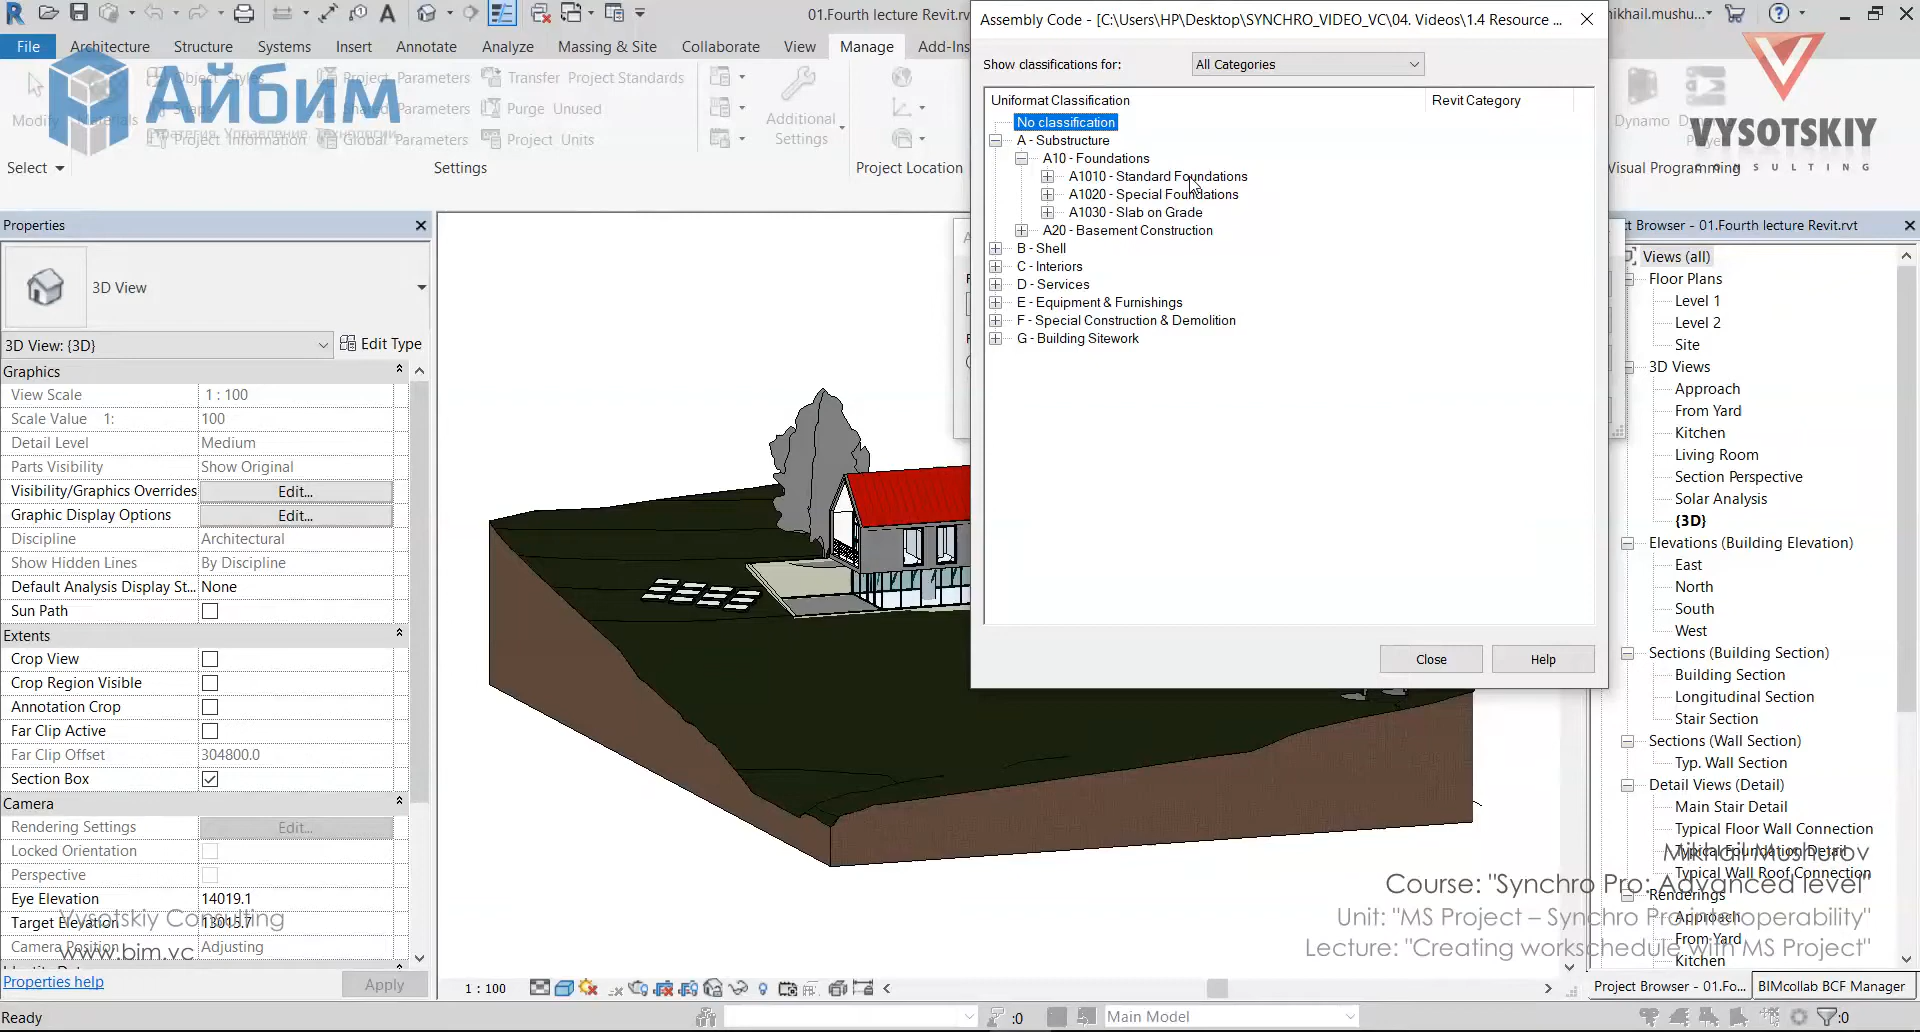 01.Fourth lecture Revit.rv
mikhail.mushu...
File
Architecture
Structure
Systems
Insert
Annotate
Analyze
Massing & Site
Collaborate
View
Manage
Add-Ins
Modify
Object Styles
Snaps
Project Information
Project Parameters
Shared Parameters
Global Parameters
Transfer Project Standards
Purge Unused
Project Units
Additional
Settings
Dynamo
Select
Settings
Project Location
Visual Programming
Айбим
Стратегия. Управление. Технологии.
VYSOTSKIY
CONSULTING
Properties
3D View
3D View: {3D}
Edit Type
Graphics
View Scale 1 : 100
Scale Value 1: 100
Detail Level Medium
Parts Visibility Show Original
Visibility/Graphics Overrides Edit...
Graphic Display Options Edit...
Discipline Architectural
Show Hidden Lines By Discipline
Default Analysis Display St... None
Sun Path
Extents
Crop View
Crop Region Visible
Annotation Crop
Far Clip Active
Far Clip Offset 304800.0
Section Box
Camera
Rendering Settings Edit...
Locked Orientation
Perspective
Eye Elevation 14019.1
Target Elevation 13015.7
Camera Position Adjusting
Properties help
Apply
Vysotskiy Consulting
www.bim.vc
Assembly Code - [C:\Users\HP\Desktop\SYNCHRO_VIDEO_VC\04. Videos\1.4 Resource ...
Show classifications for: All Categories
Uniformat Classification Revit Category
No classification
A - Substructure
A10 - Foundations
A1010 - Standard Foundations
A1020 - Special Foundations
A1030 - Slab on Grade
A20 - Basement Construction
B - Shell
C - Interiors
D - Services
E - Equipment & Furnishings
F - Special Construction & Demolition
G - Building Sitework
Close
Help
ct Browser - 01.Fourth lecture Revit.rvt
Views (all)
Floor Plans
Level 1
Level 2
Site
3D Views
Approach
From Yard
Kitchen
Living Room
Section Perspective
Solar Analysis
{3D}
Elevations (Building Elevation)
East
North
South
West
Sections (Building Section)
Building Section
Longitudinal Section
Stair Section
Sections (Wall Section)
Typ. Wall Section
Detail Views (Detail)
Main Stair Detail
Typical Floor Wall Connection
Typical Foundation Detail
Typical Wall Roof Connection
Renderings
Approach
From Yard
Kitchen
Mikhail Mushurov
Course: "Synchro Pro: Advanced level"
Unit: "MS Project – Synchro Pro interoperability"
Lecture: "Creating workschedule with MS Project"
Project Browser - 01.Fo...
BIMcollab BCF Manager
1 : 100
Ready
:0
Main Model
:0